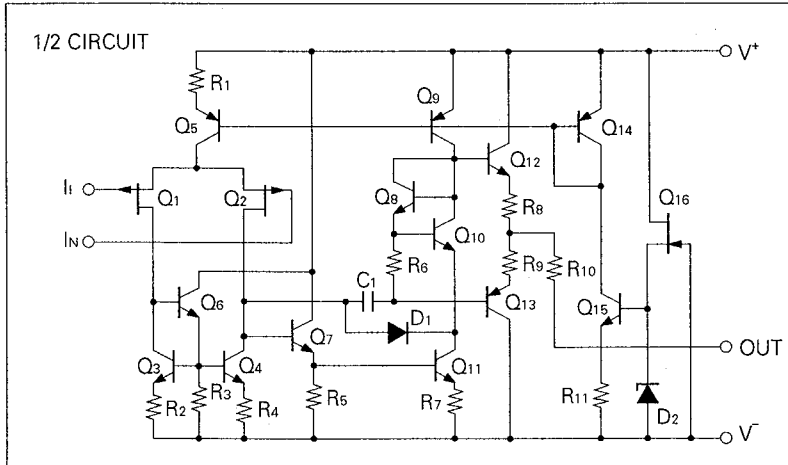 1/2 CIRCUIT
V+
R1
Q5
Q9
Q14
Q12
II
Q1
Q2
Q8
R8
Q16
IN
Q10
R6
R9
R10
C1
Q6
Q13
D1
Q15
Q7
OUT
Q3
Q4
Q11
R2
R3
R4
R5
R7
R11
D2
V-